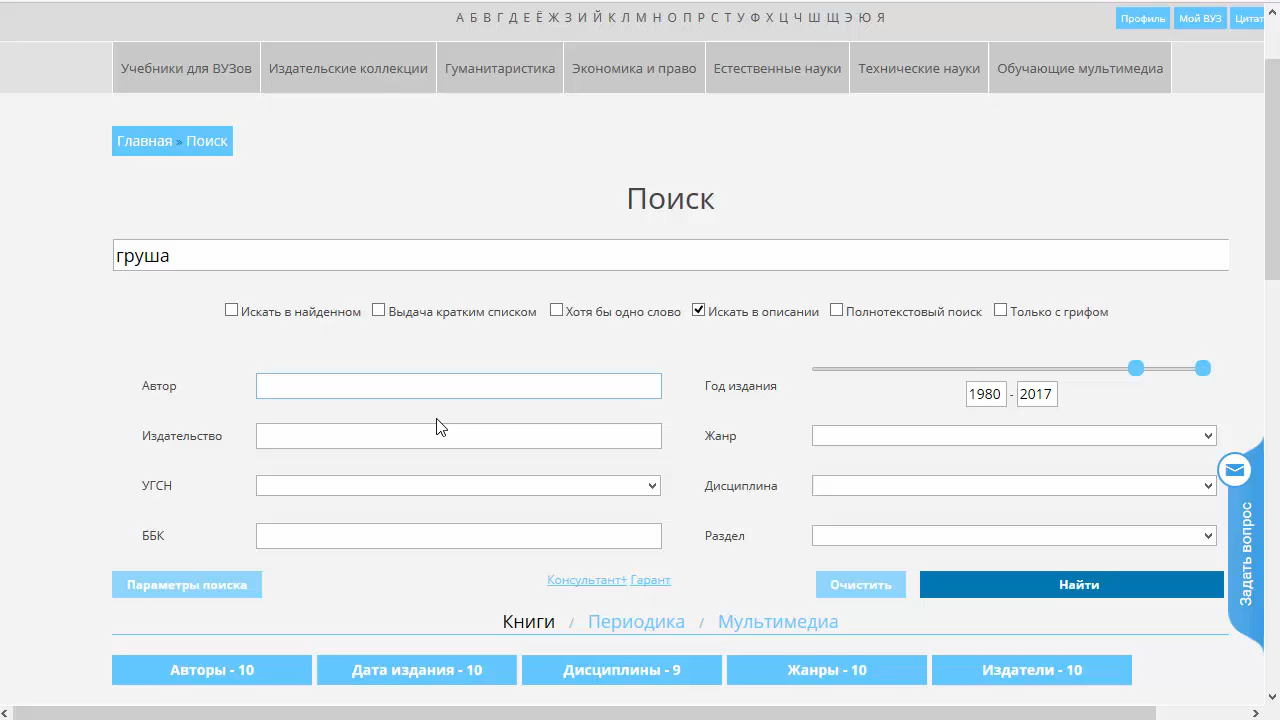 А Б В Г Д Е Ё Ж З И Й К Л М Н О П Р С Т У Ф Х Ц Ч Ш Щ Э Ю Я
Профиль Мой ВУЗ Цитат
Учебники для ВУЗов Издательские коллекции Гуманитаристика Экономика и право Естественные науки Технические науки Обучающие мультимедиа
Главная » Поиск
Поиск
груша
Искать в найденном Выдача кратким списком Хотя бы одно слово Искать в описании Полнотекстовый поиск Только с грифом
Автор Год издания
1980 - 2017
Издательство Жанр
УГСН Дисциплина
ББК Раздел
Параметры поиска Консультант+ Гарант Очистить Найти
Задать вопрос
Книги / Периодика / Мультимедиа
Авторы - 10 Дата издания - 10 Дисциплины - 9 Жанры - 10 Издатели - 10